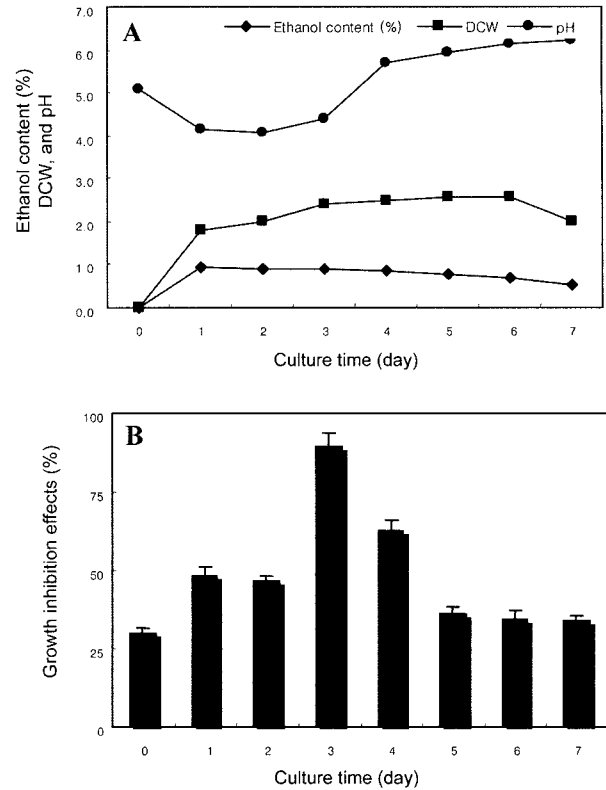 A
Ethanol content (%) DCW pH
Ethanol content (%)
DCW, and pH
7.0
6.0
5.0
4.0
3.0
2.0
1.0
0.0
0 1 2 3 4 5 6 7
Culture time (day)
B
Growth inhibition effects (%)
100
75
50
25
0
0 1 2 3 4 5 6 7
Culture time (day)